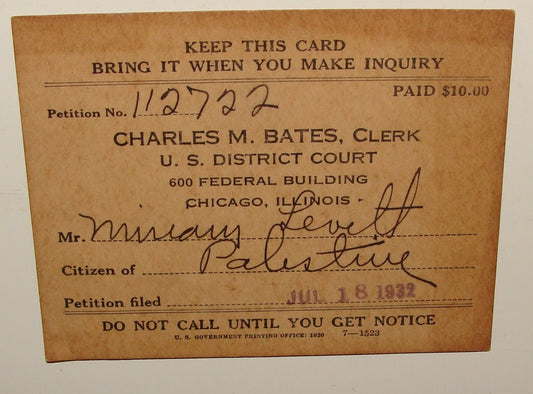 KEEP THIS CARD
BRING IT WHEN YOU MAKE INQUIRY
PAID $10.00
Petition No. 112722
CHARLES M. BATES, CLERK
U. S. DISTRICT COURT
600 FEDERAL BUILDING
CHICAGO, ILLINOIS
Mr. Miriam Levitt
Citizen of Palestine
Petition filed JUL 18 1932
DO NOT CALL UNTIL YOU GET NOTICE
U. S. GOVERNMENT PRINTING OFFICE: 1930 7—1523